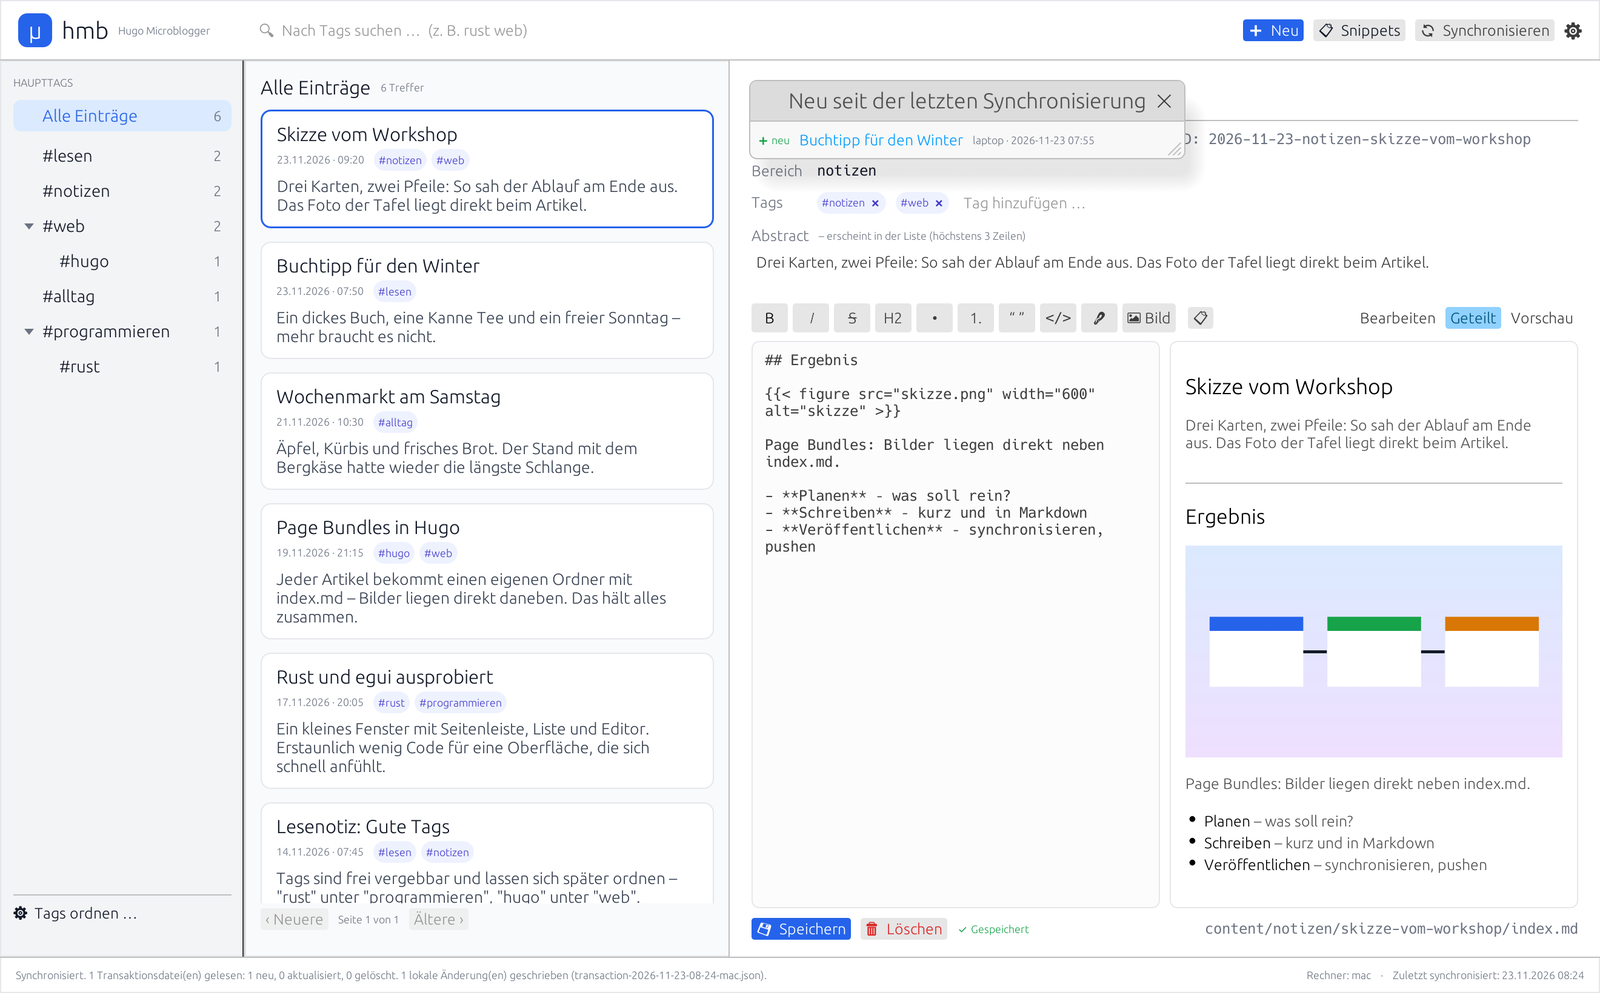 µ hmb Hugo Microblogger
Nach Tags suchen … (z. B. rust web)
+ Neu
Snippets
Synchronisieren
HAUPTTAGS
Alle Einträge 6
#lesen 2
#notizen 2
#web 2
#hugo 1
#alltag 1
#programmieren 1
#rust 1
Tags ordnen …
Alle Einträge 6 Treffer
Skizze vom Workshop
23.11.2026 · 09:20 #notizen #web
Drei Karten, zwei Pfeile: So sah der Ablauf am Ende aus.
Das Foto der Tafel liegt direkt beim Artikel.
Buchtipp für den Winter
23.11.2026 · 07:50 #lesen
Ein dickes Buch, eine Kanne Tee und ein freier Sonntag –
mehr braucht es nicht.
Wochenmarkt am Samstag
21.11.2026 · 10:30 #alltag
Äpfel, Kürbis und frisches Brot. Der Stand mit dem
Bergkäse hatte wieder die längste Schlange.
Page Bundles in Hugo
19.11.2026 · 21:15 #hugo #web
Jeder Artikel bekommt einen eigenen Ordner mit
index.md – Bilder liegen direkt daneben. Das hält alles
zusammen.
Rust und egui ausprobiert
17.11.2026 · 20:05 #rust #programmieren
Ein kleines Fenster mit Seitenleiste, Liste und Editor.
Erstaunlich wenig Code für eine Oberfläche, die sich
schnell anfühlt.
Lesenotiz: Gute Tags
14.11.2026 · 07:45 #lesen #notizen
Tags sind frei vergebbar und lassen sich später ordnen –
"rust" unter "programmieren", "hugo" unter "web".
‹ Neuere Seite 1 von 1 Ältere ›
Neu seit der letzten Synchronisierung
+ neu Buchtipp für den Winter laptop · 2026-11-23 07:55
: 2026-11-23-notizen-skizze-vom-workshop
Bereich notizen
Tags #notizen × #web × Tag hinzufügen …
Abstract – erscheint in der Liste (höchstens 3 Zeilen)
Drei Karten, zwei Pfeile: So sah der Ablauf am Ende aus. Das Foto der Tafel liegt direkt beim Artikel.
B I S H2 • 1. “ ” </> Bild
Bearbeiten Geteilt Vorschau
## Ergebnis
{{< figure src="skizze.png" width="600"
alt="skizze" >}}
Page Bundles: Bilder liegen direkt neben
index.md.
- **Planen** - was soll rein?
- **Schreiben** - kurz und in Markdown
- **Veröffentlichen** - synchronisieren,
pushen
Skizze vom Workshop
Drei Karten, zwei Pfeile: So sah der Ablauf am Ende
aus. Das Foto der Tafel liegt direkt beim Artikel.
Ergebnis
Page Bundles: Bilder liegen direkt neben index.md.
• Planen – was soll rein?
• Schreiben – kurz und in Markdown
• Veröffentlichen – synchronisieren, pushen
Speichern
Löschen
✓ Gespeichert
content/notizen/skizze-vom-workshop/index.md
Synchronisiert. 1 Transaktionsdatei(en) gelesen: 1 neu, 0 aktualisiert, 0 gelöscht. 1 lokale Änderung(en) geschrieben (transaction-2026-11-23-08-24-mac.json).
Rechner: mac · Zuletzt synchronisiert: 23.11.2026 08:24